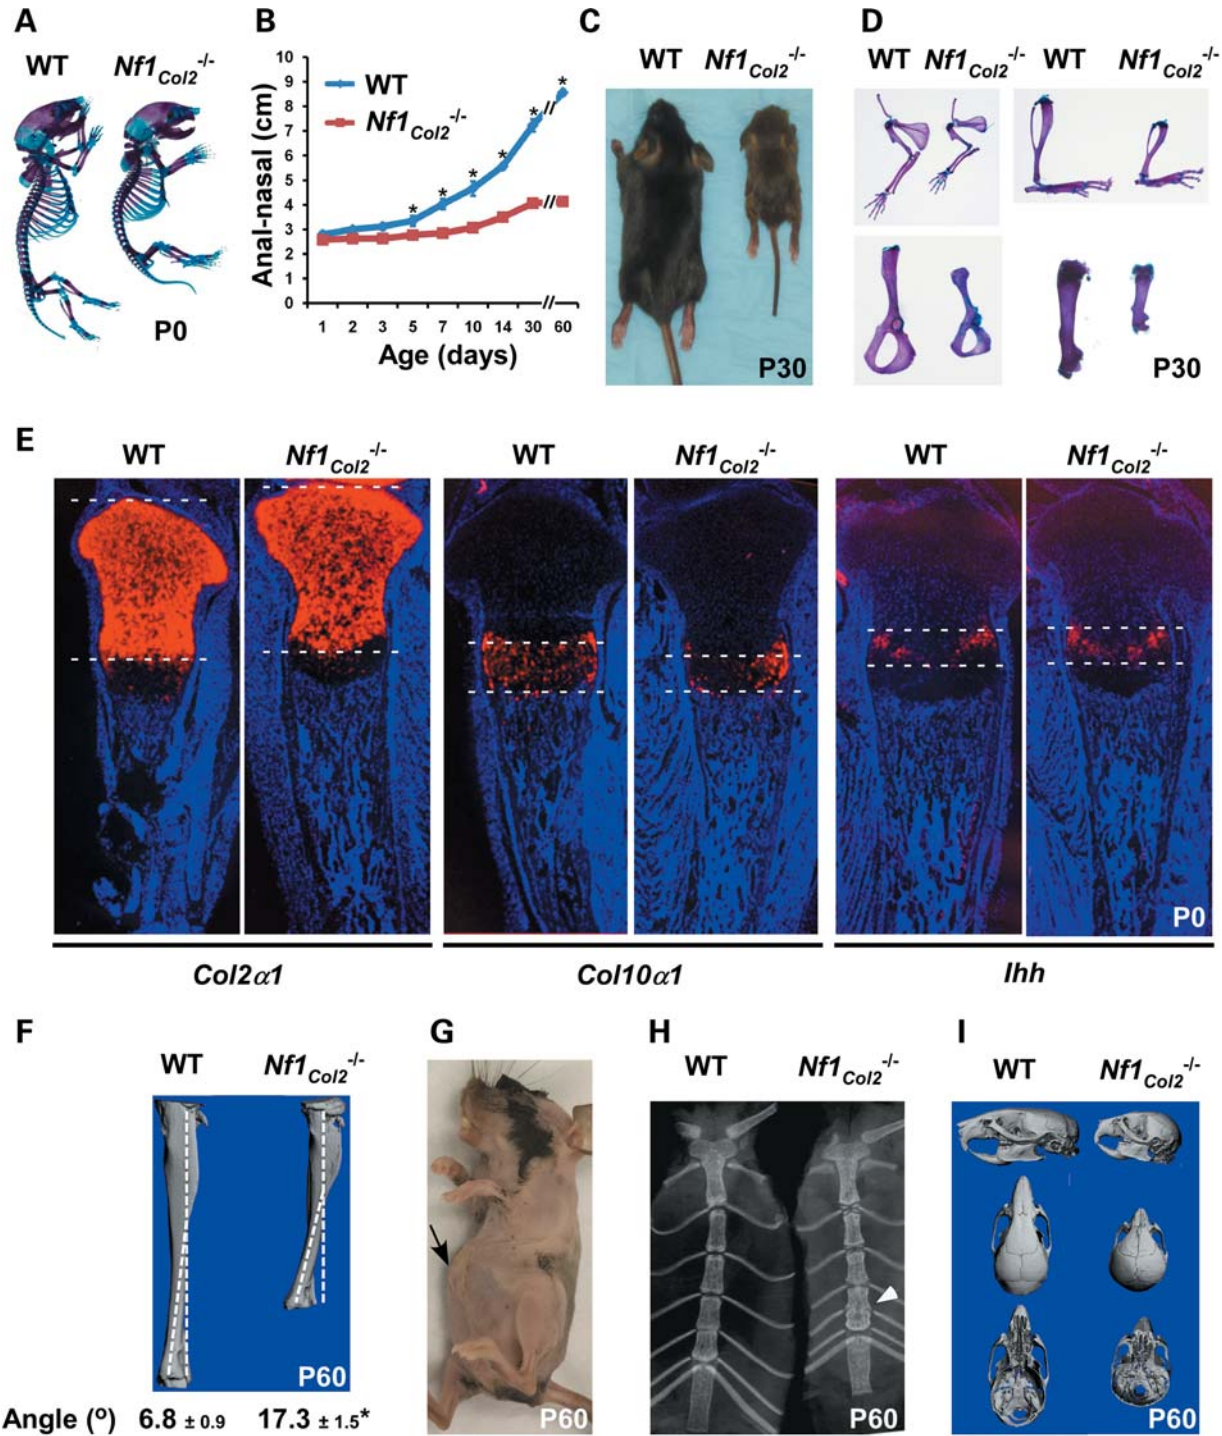 A
WT Nf1Col2-/-
P0
B
Anal-nasal (cm)
10
9
8
7
6
5
4
3
2
1
0
WT
Nf1Col2-/-
* * * * * *
// //
//
1 2 3 5 7 10 14 30 60
Age (days)
C
WT Nf1Col2-/-
P30
D
WT Nf1Col2-/- WT Nf1Col2-/-
P30
E
WT Nf1Col2-/- WT Nf1Col2-/- WT Nf1Col2-/-
P0
Col2α1 Col10α1 Ihh
F
WT Nf1Col2-/-
P60
Angle (º) 6.8 ± 0.9 17.3 ± 1.5*
G
P60
H
WT Nf1Col2-/-
P60
I
WT Nf1Col2-/-
P60